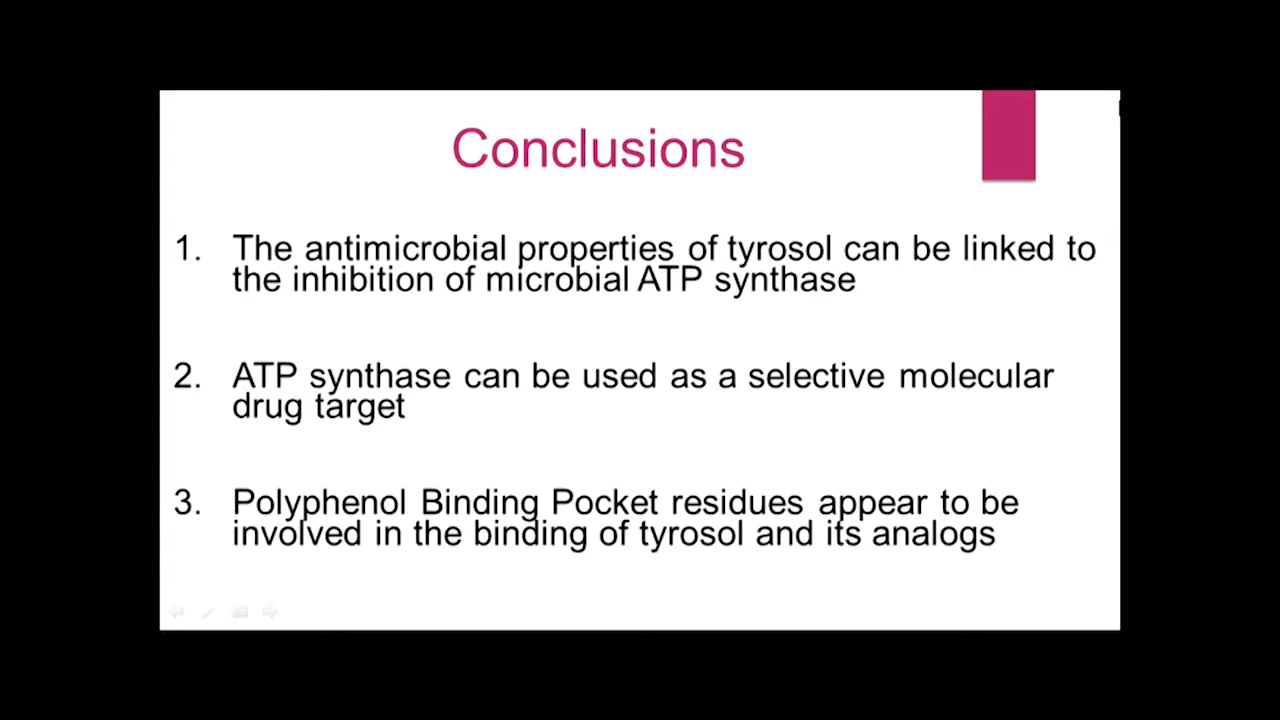 Conclusions
1. The antimicrobial properties of tyrosol can be linked to
the inhibition of microbial ATP synthase
2. ATP synthase can be used as a selective molecular
drug target
3. Polyphenol Binding Pocket residues appear to be
involved in the binding of tyrosol and its analogs